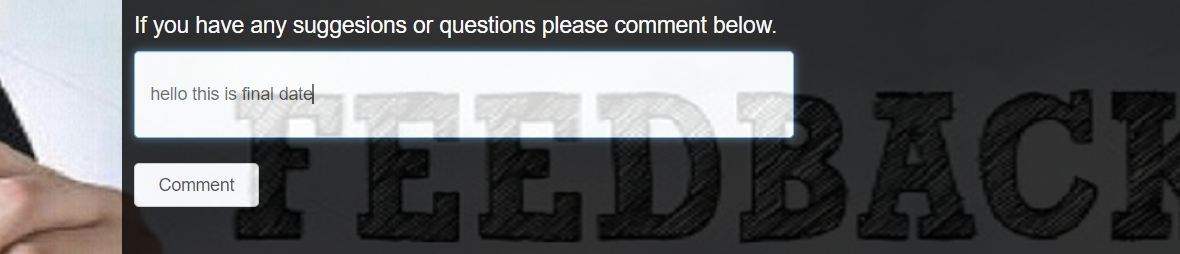 If you have any suggesions or questions please comment below.
hello this is final date
FEEDBACK
Comment